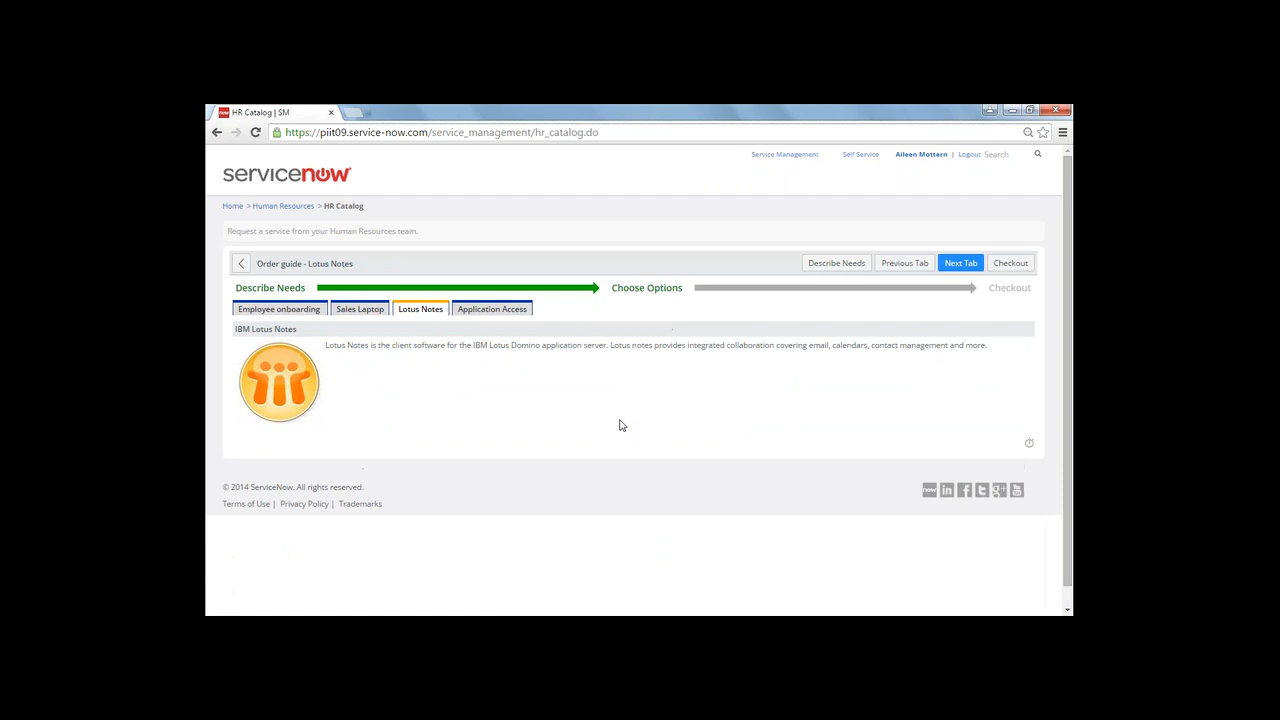 HR Catalog | SM
https://piit09.service-now.com/service_management/hr_catalog.do
Service Management Self Service Aileen Mottern | Logout Search
servicenow
Home > Human Resources > HR Catalog
Request a service from your Human Resources team.
Order guide - Lotus Notes Describe Needs Previous Tab Next Tab Checkout
Describe Needs Choose Options Checkout
Employee onboarding Sales Laptop Lotus Notes Application Access
IBM Lotus Notes
Lotus Notes is the client software for the IBM Lotus Domino application server. Lotus notes provides integrated collaboration covering email, calendars, contact management and more.
© 2014 ServiceNow. All rights reserved.
Terms of Use | Privacy Policy | Trademarks